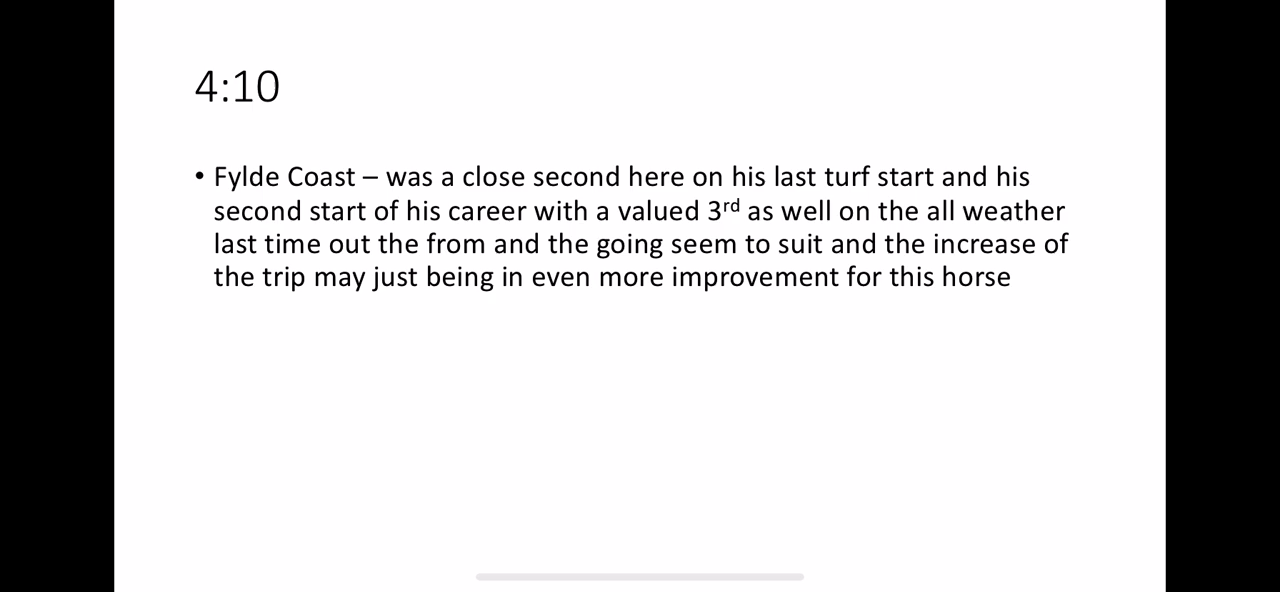 4:10
• Fylde Coast – was a close second here on his last turf start and his
second start of his career with a valued 3rd as well on the all weather
last time out the from and the going seem to suit and the increase of
the trip may just being in even more improvement for this horse